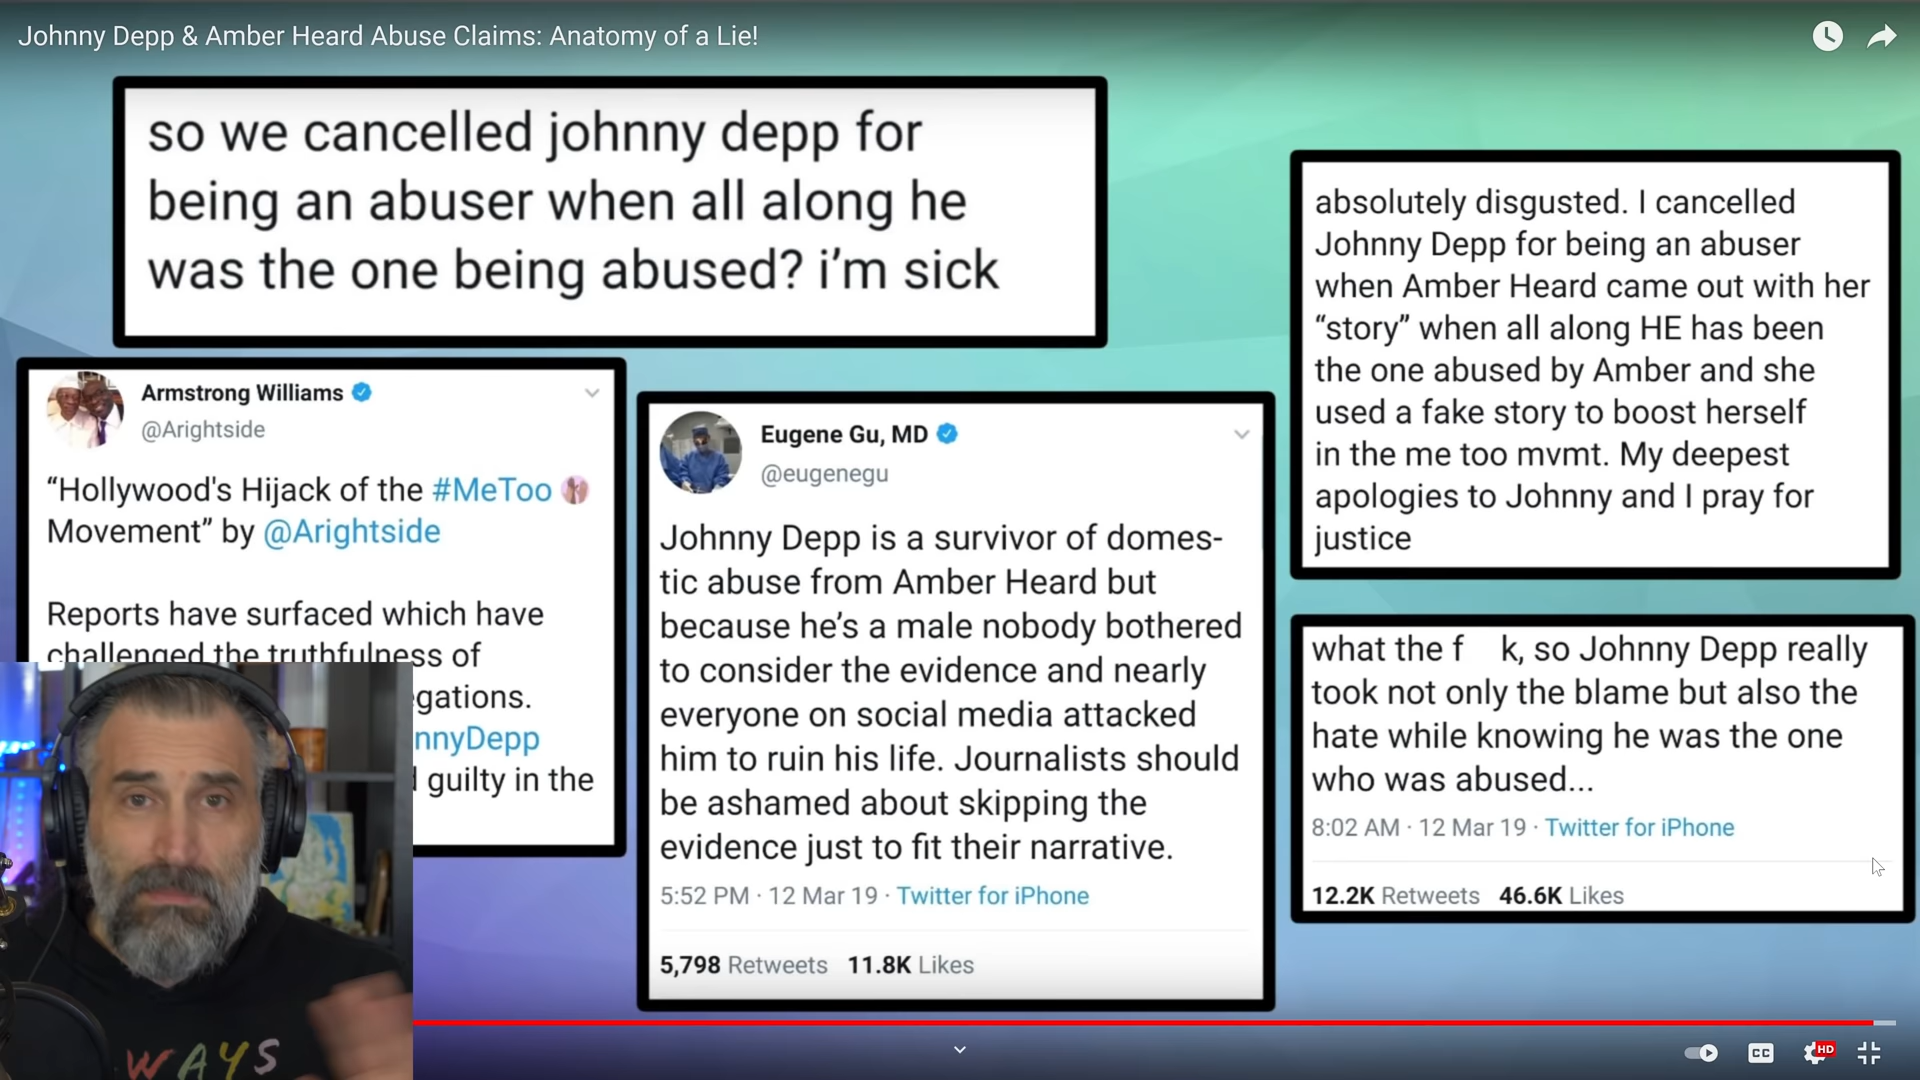 Johnny Depp & Amber Heard Abuse Claims: Anatomy of a Lie!
so we cancelled johnny depp for
being an abuser when all along he
was the one being abused? i'm sick
Armstrong Williams
@Arightside
“Hollywood's Hijack of the #MeToo
Movement” by @Arightside
Reports have surfaced which have
challenged the truthfulness of
gations.
nnyDepp
guilty in the
Eugene Gu, MD
@eugenegu
Johnny Depp is a survivor of domes-
tic abuse from Amber Heard but
because he's a male nobody bothered
to consider the evidence and nearly
everyone on social media attacked
him to ruin his life. Journalists should
be ashamed about skipping the
evidence just to fit their narrative.
5:52 PM · 12 Mar 19 · Twitter for iPhone
5,798 Retweets 11.8K Likes
absolutely disgusted. I cancelled
Johnny Depp for being an abuser
when Amber Heard came out with her
“story” when all along HE has been
the one abused by Amber and she
used a fake story to boost herself
in the me too mvmt. My deepest
apologies to Johnny and I pray for
justice
what the f k, so Johnny Depp really
took not only the blame but also the
hate while knowing he was the one
who was abused...
8:02 AM · 12 Mar 19 · Twitter for iPhone
12.2K Retweets 46.6K Likes
WAYS
CC
HD